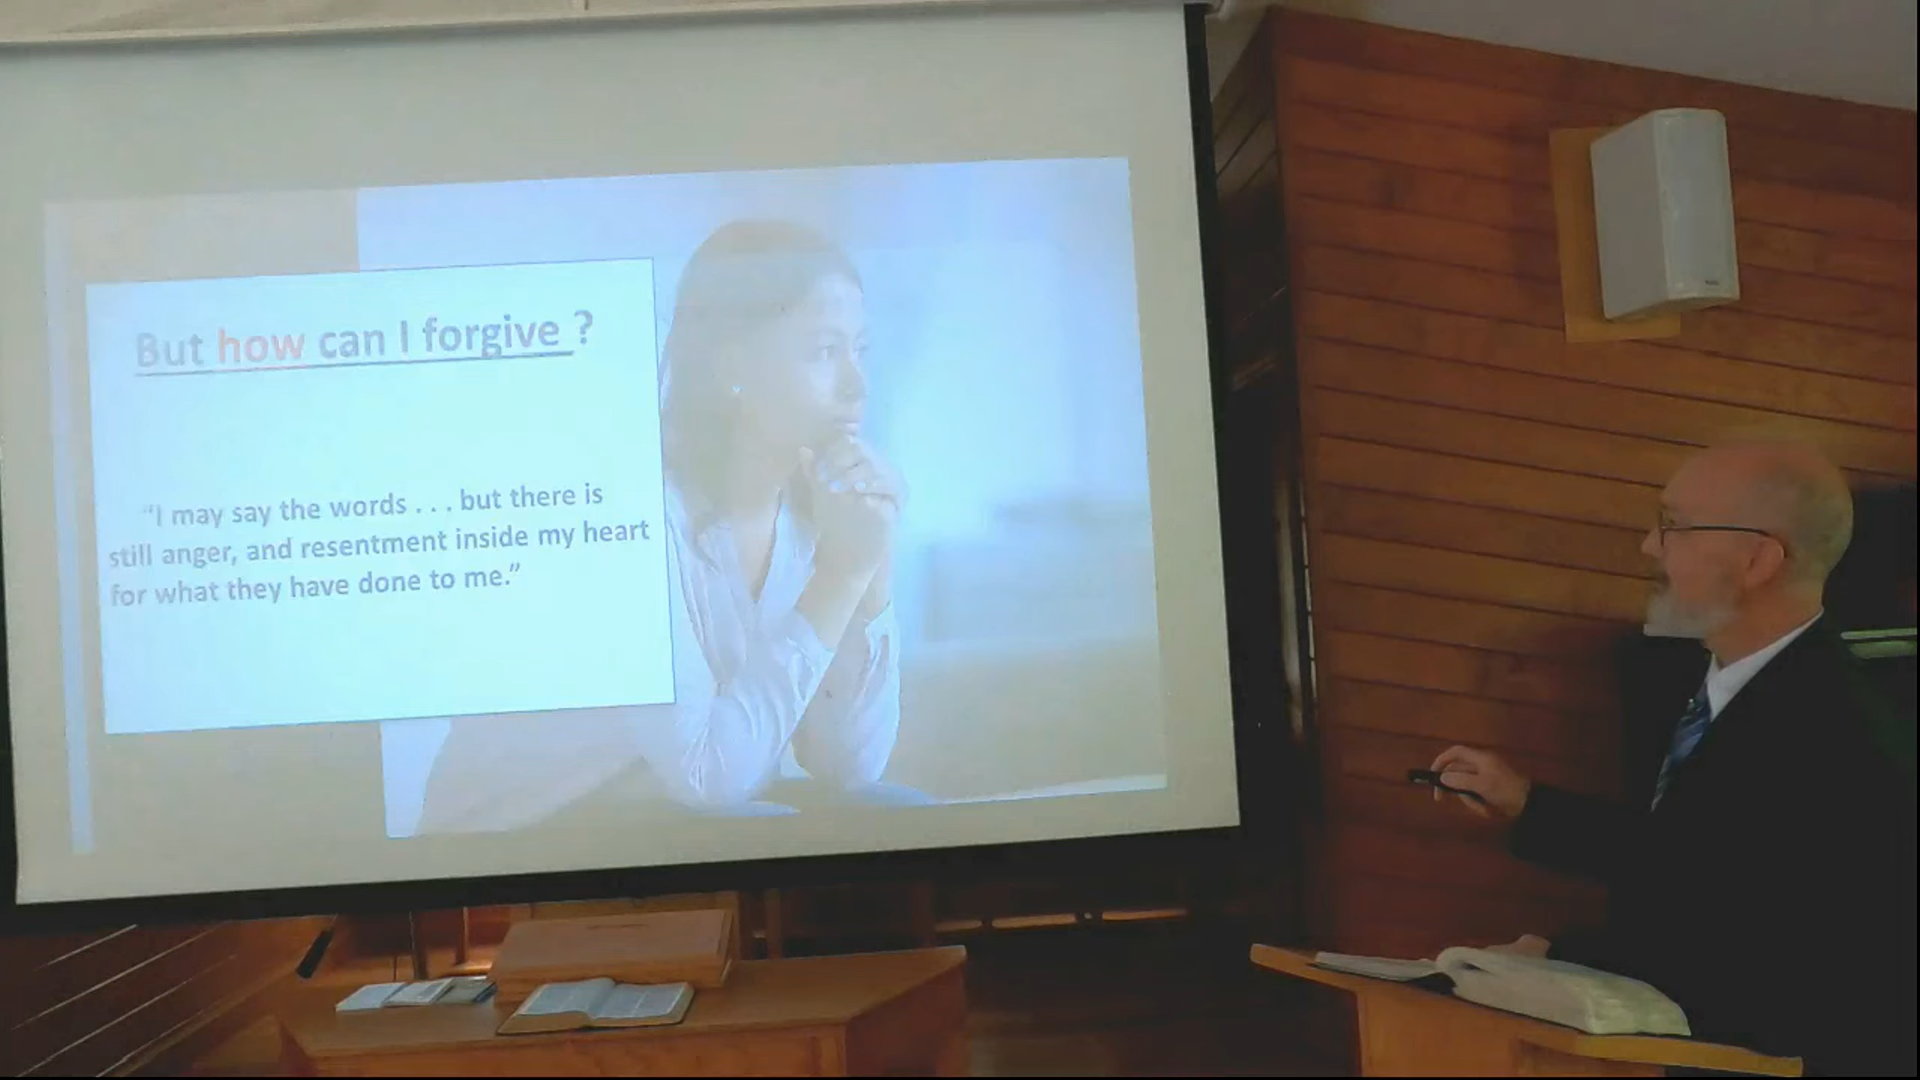 But how can I forgive ?
"I may say the words . . . but there is
still anger, and resentment inside my heart
for what they have done to me."